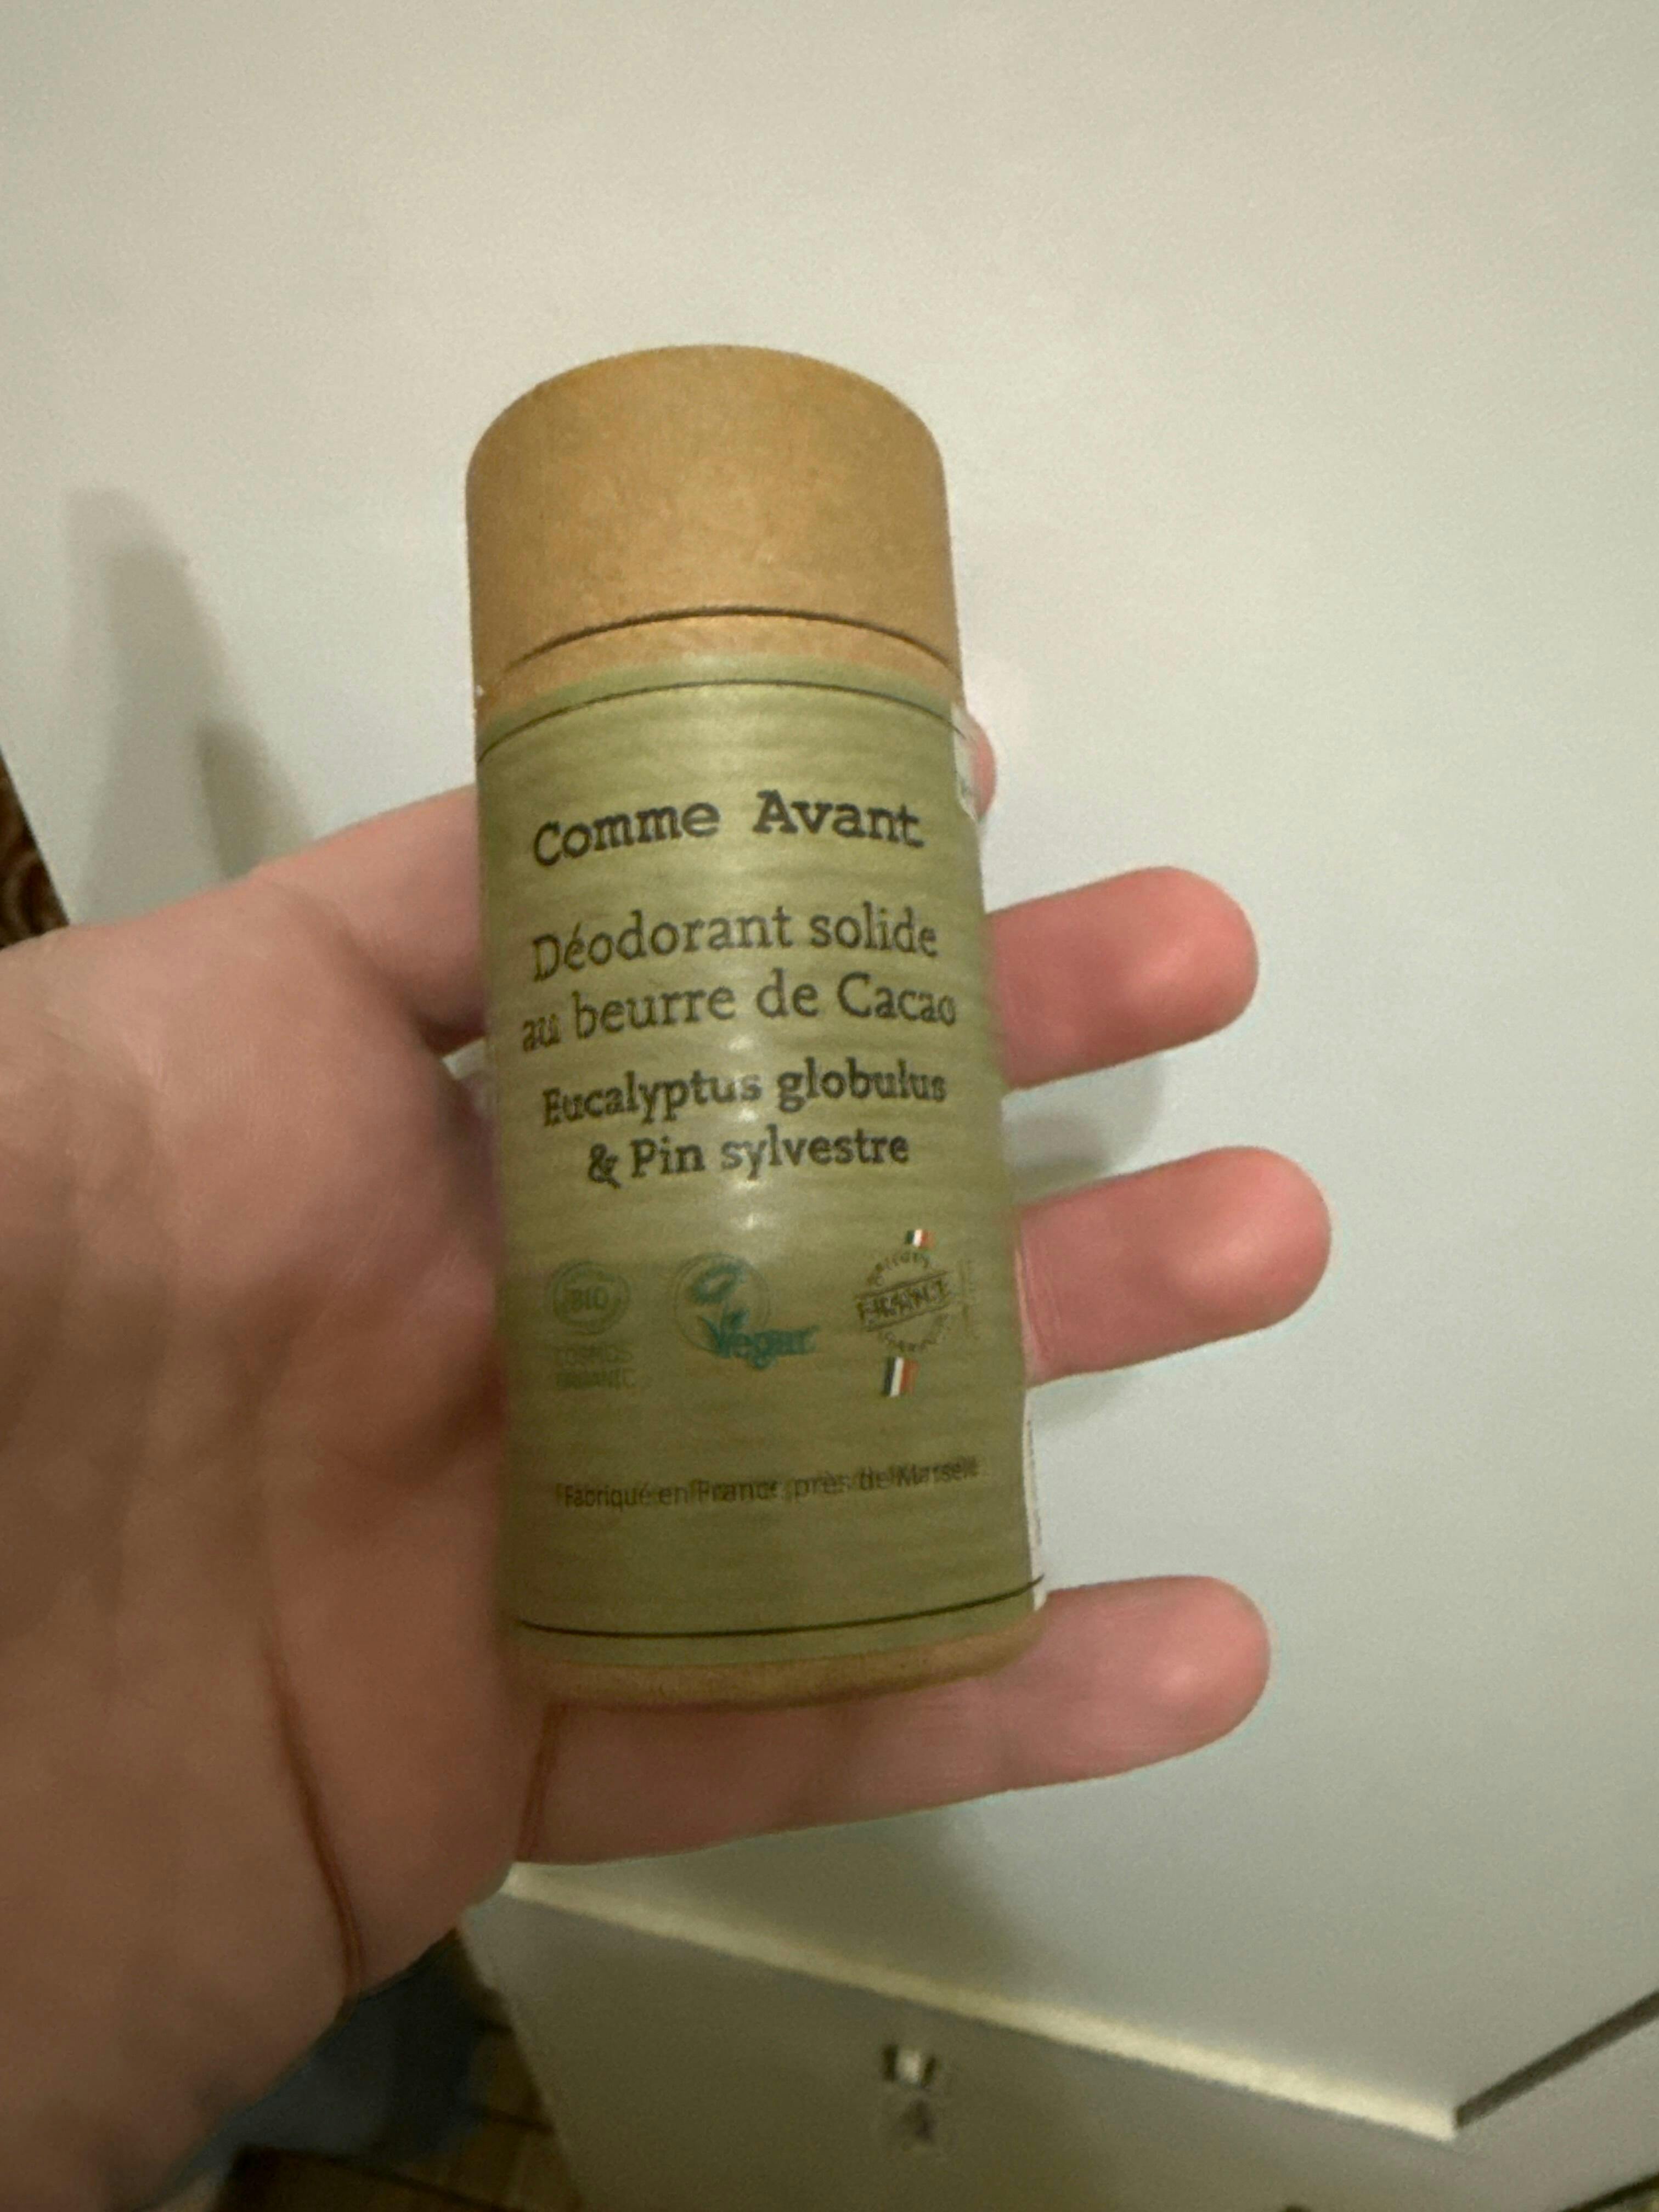 Comme Avant
Déodorant solide
au beurre de Cacao
Eucalyptus globulus
& Pin sylvestre
BIO
COSMOS
ORGANIC
Vegan
FRANCE
Fabriqué en France près de Marseille